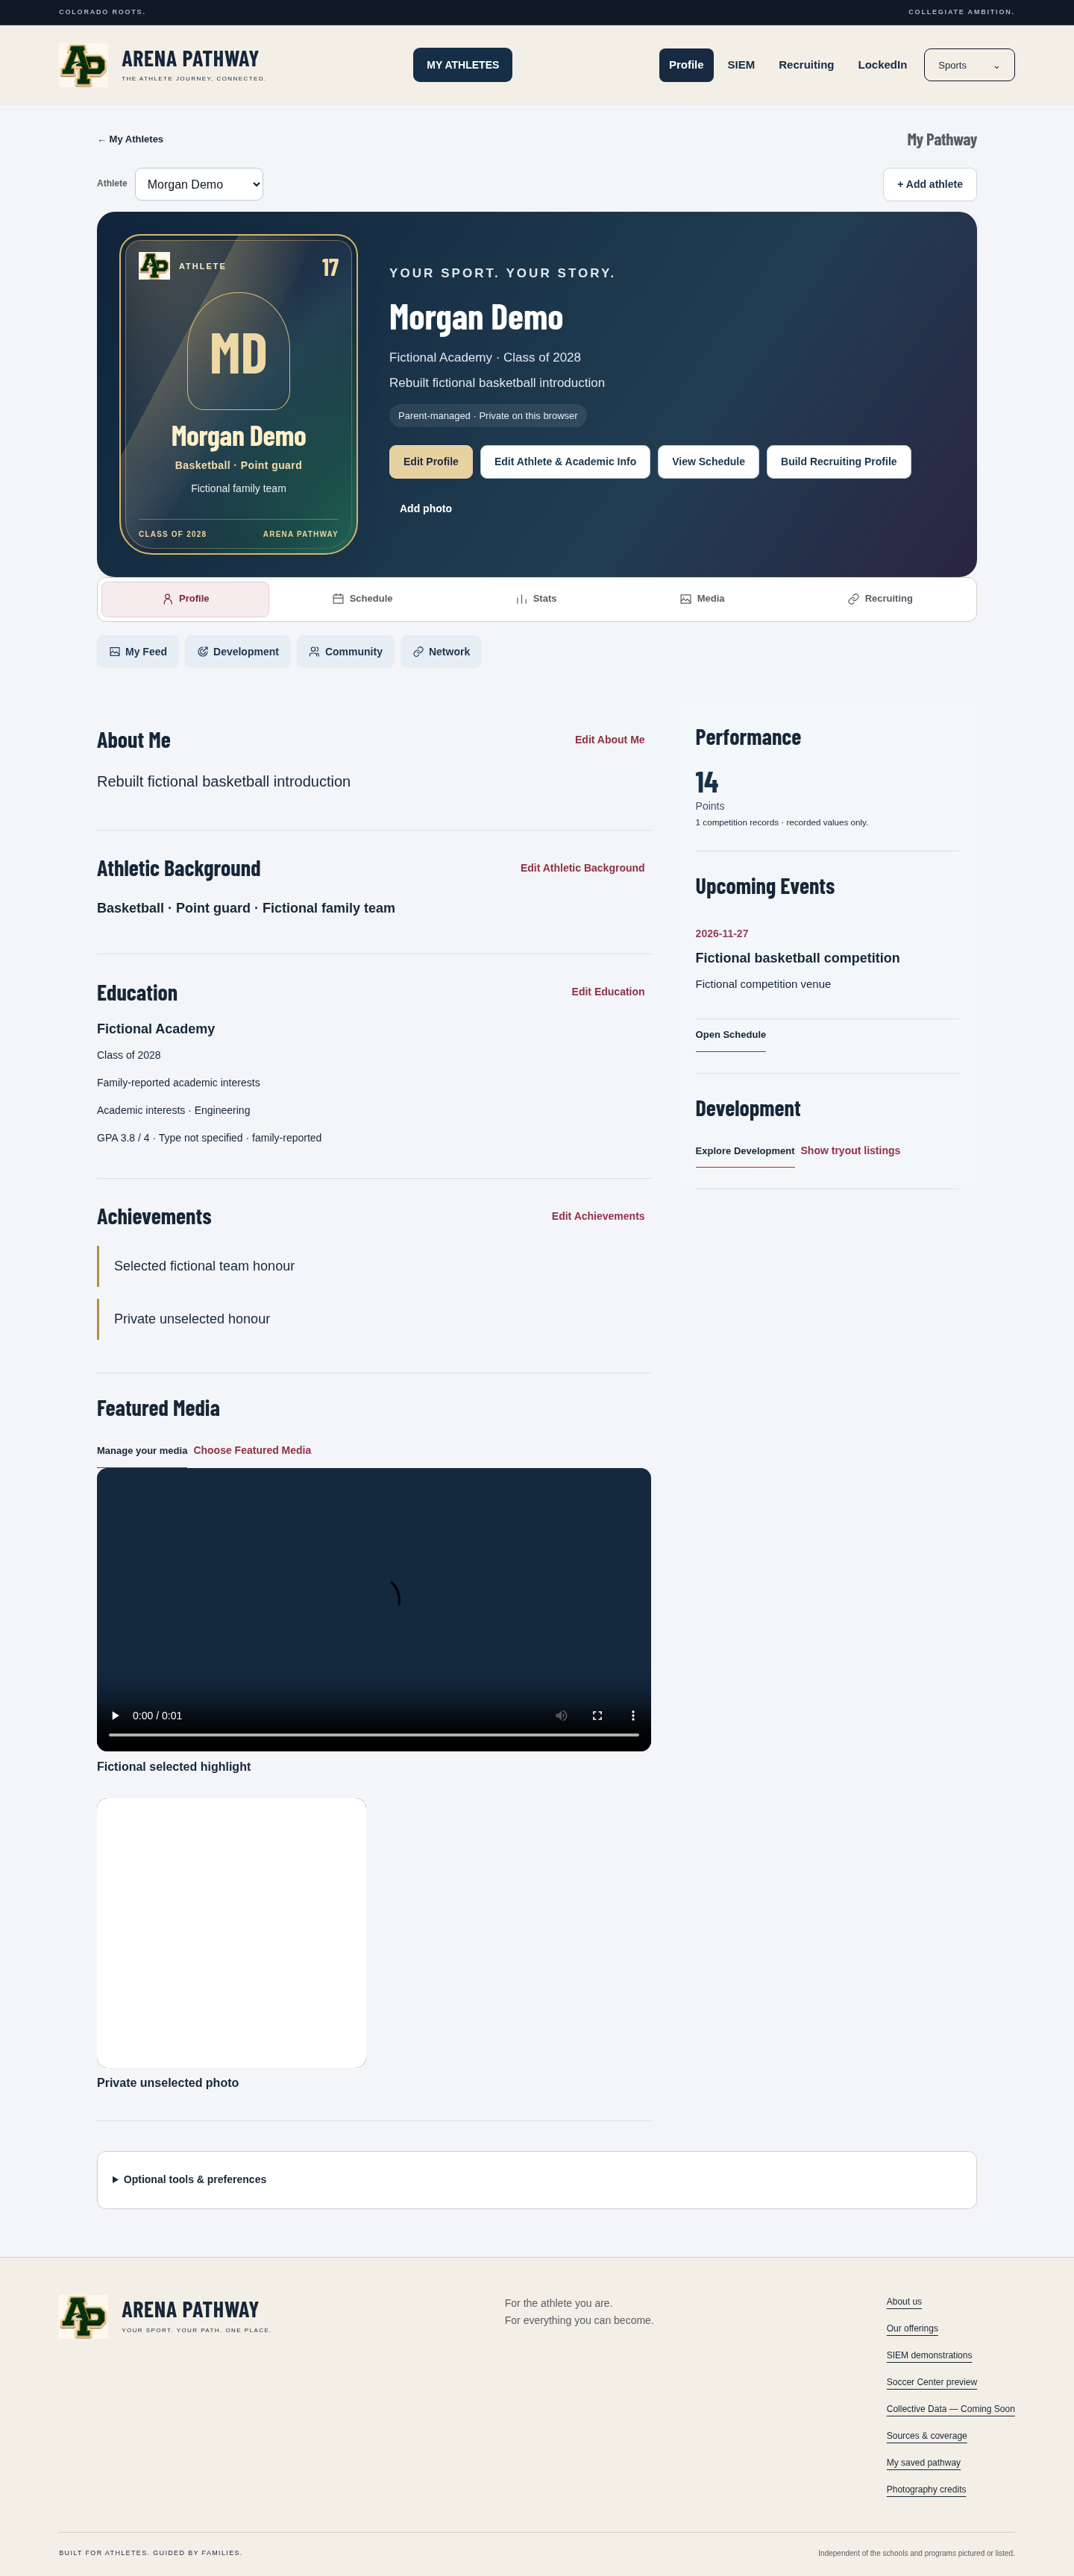 COLORADO ROOTS.
COLLEGIATE AMBITION.
AP
ARENA PATHWAY
THE ATHLETE JOURNEY, CONNECTED.
MY ATHLETES
Profile
SIEM
Recruiting
LockedIn
Sports
← My Athletes
My Pathway
Athlete
Morgan Demo
+ Add athlete
AP
ATHLETE
17
MD
Morgan Demo
Basketball · Point guard
Fictional family team
CLASS OF 2028
ARENA PATHWAY
YOUR SPORT. YOUR STORY.
Morgan Demo
Fictional Academy · Class of 2028
Rebuilt fictional basketball introduction
Parent-managed · Private on this browser
Edit Profile
Edit Athlete & Academic Info
View Schedule
Build Recruiting Profile
Add photo
Profile
Schedule
Stats
Media
Recruiting
My Feed
Development
Community
Network
About Me
Edit About Me
Rebuilt fictional basketball introduction
Athletic Background
Edit Athletic Background
Basketball · Point guard · Fictional family team
Education
Edit Education
Fictional Academy
Class of 2028
Family-reported academic interests
Academic interests · Engineering
GPA 3.8 / 4 · Type not specified · family-reported
Achievements
Edit Achievements
Selected fictional team honour
Private unselected honour
Featured Media
Manage your media
Choose Featured Media
0:00 / 0:01
Fictional selected highlight
Private unselected photo
Performance
14
Points
1 competition records · recorded values only.
Upcoming Events
2026-11-27
Fictional basketball competition
Fictional competition venue
Open Schedule
Development
Explore Development
Show tryout listings
Optional tools & preferences
AP
ARENA PATHWAY
YOUR SPORT. YOUR PATH. ONE PLACE.
For the athlete you are.
For everything you can become.
About us
Our offerings
SIEM demonstrations
Soccer Center preview
Collective Data — Coming Soon
Sources & coverage
My saved pathway
Photography credits
BUILT FOR ATHLETES. GUIDED BY FAMILIES.
Independent of the schools and programs pictured or listed.